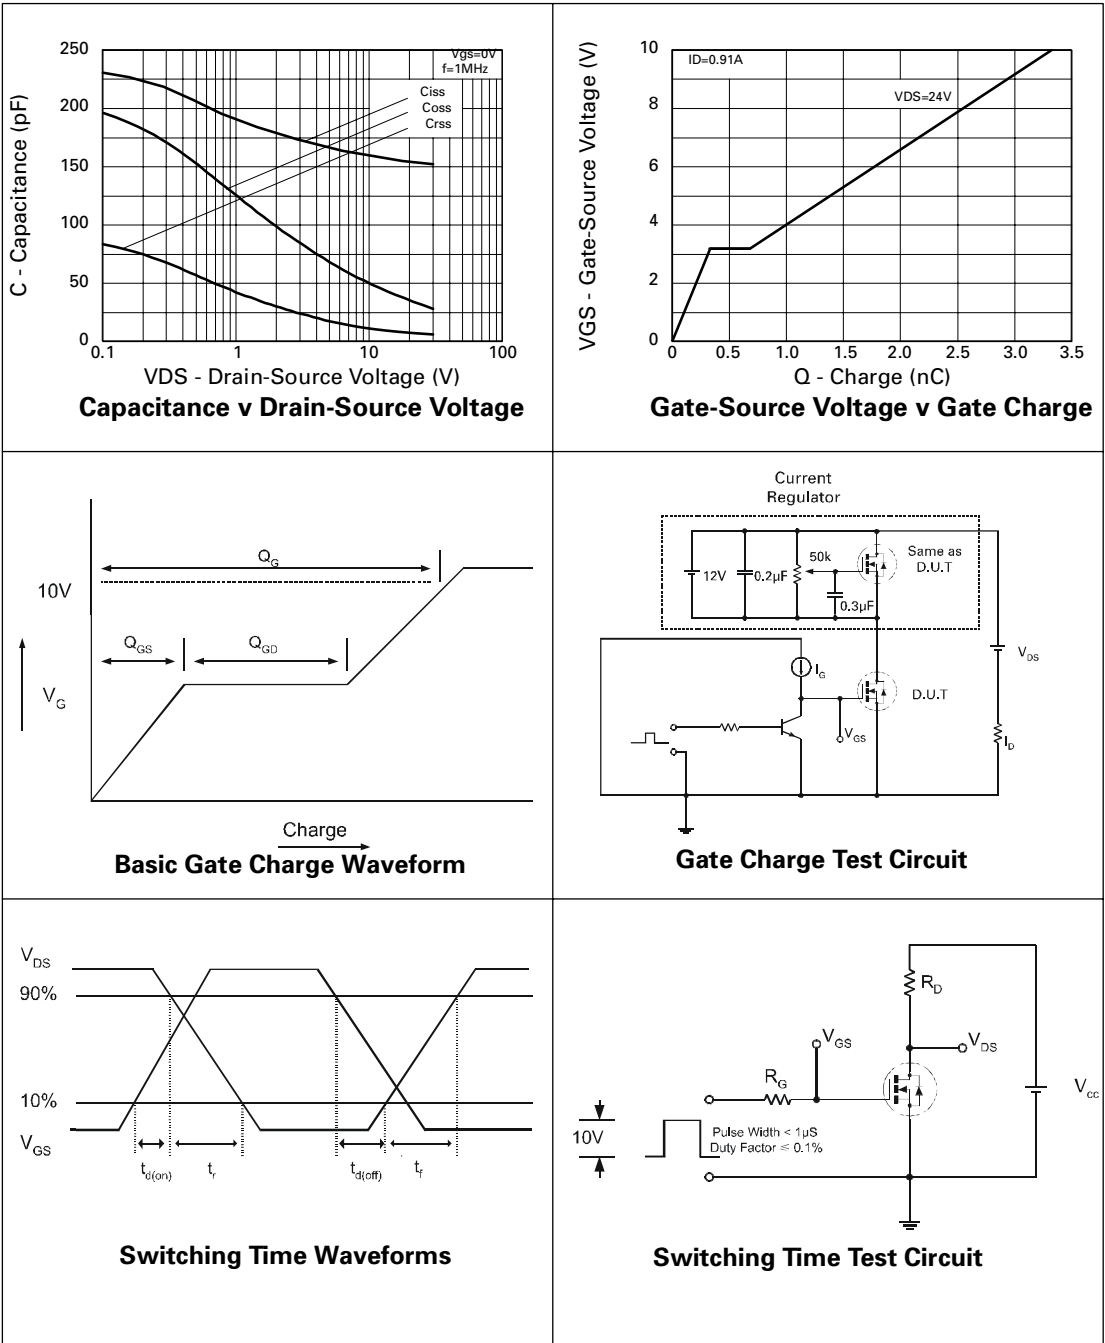 250
200
150
100
50
0
C - Capacitance (pF)
Vgs=0V
f=1MHz
Ciss
Coss
Crss
0.1
1
10
100
VDS - Drain-Source Voltage (V)
Capacitance v Drain-Source Voltage
10
8
6
4
2
0
VGS - Gate-Source Voltage (V)
ID=0.91A
VDS=24V
0
0.5
1.0
1.5
2.0
2.5
3.0
3.5
Q - Charge (nC)
Gate-Source Voltage v Gate Charge
QG
10V
QGS
QGD
VG
Charge
Basic Gate Charge Waveform
Current
Regulator
12V
0.2µF
50k
0.3µF
Same as
D.U.T
VDS
IG
D.U.T
VGS
ID
Gate Charge Test Circuit
VDS
90%
10%
VGS
td(on)
tr
td(off)
tf
Switching Time Waveforms
RD
VGS
VDS
RG
Vcc
10V
Pulse Width < 1µS
Duty Factor ≤ 0.1%
Switching Time Test Circuit